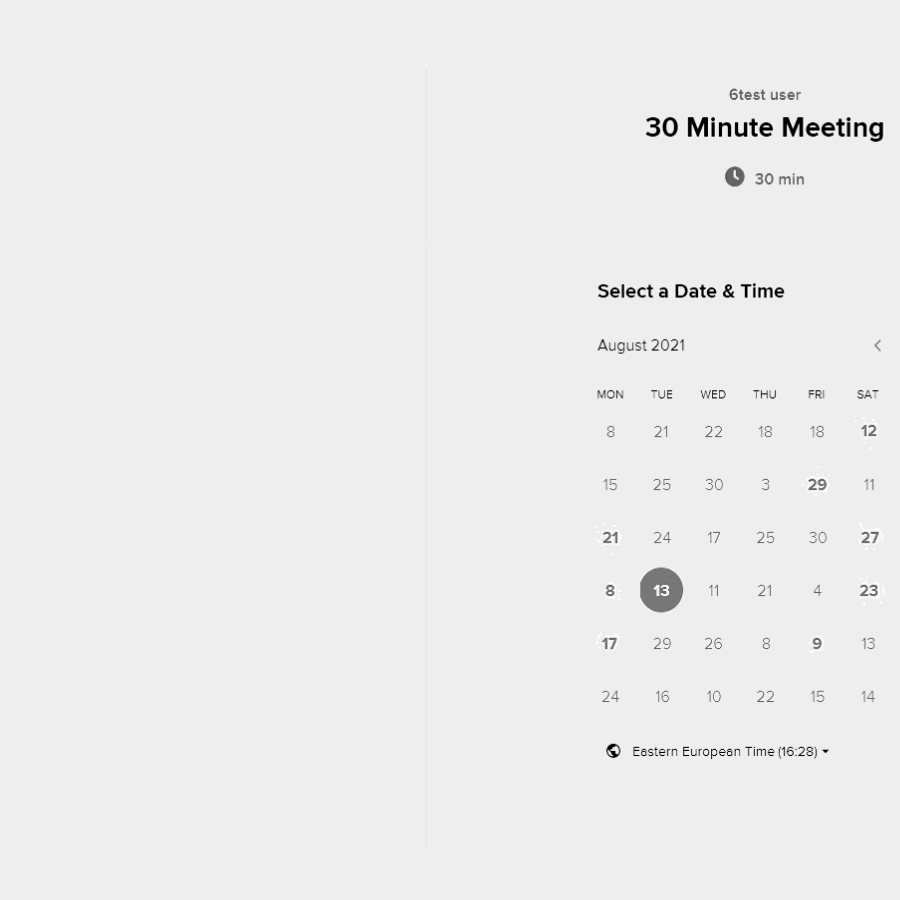 6test user
30 Minute Meeting
30 min
Select a Date & Time
August 2021
MON TUE WED THU FRI SAT
8 21 22 18 18 12
15 25 30 3 29 11
21 24 17 25 30 27
8 13 11 21 4 23
17 29 26 8 9 13
24 16 10 22 15 14
Eastern European Time (16:28)